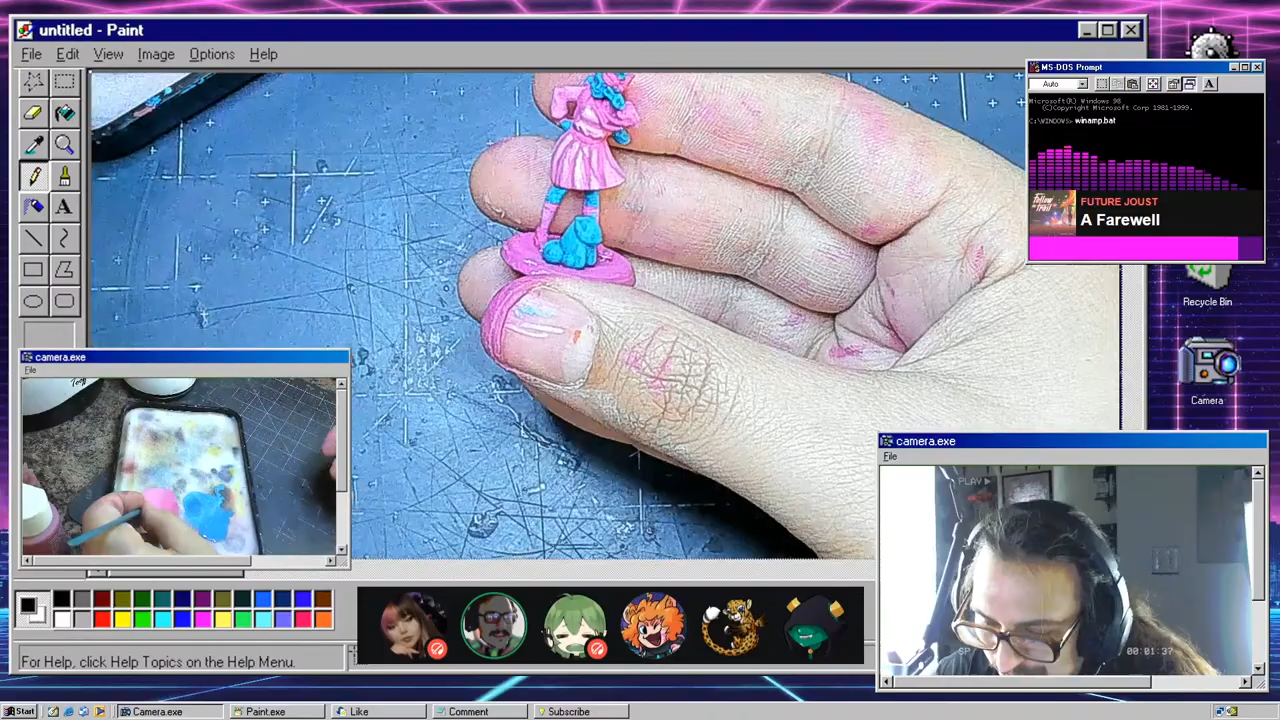 untitled - Paint
File Edit View Image Options Help
MS-DOS Prompt
Auto
Microsoft(R) Windows 98
(C)Copyright Microsoft Corp 1981-1999.
C:\WINDOWS> winamp.bat
FUTURE JOUST
A Farewell
Recycle Bin
Camera
camera.exe
File
camera.exe
File
PLAY
SP 00:01:37
For Help, click Help Topics on the Help Menu.
Start Camera.exe Paint.exe Like Comment Subscribe